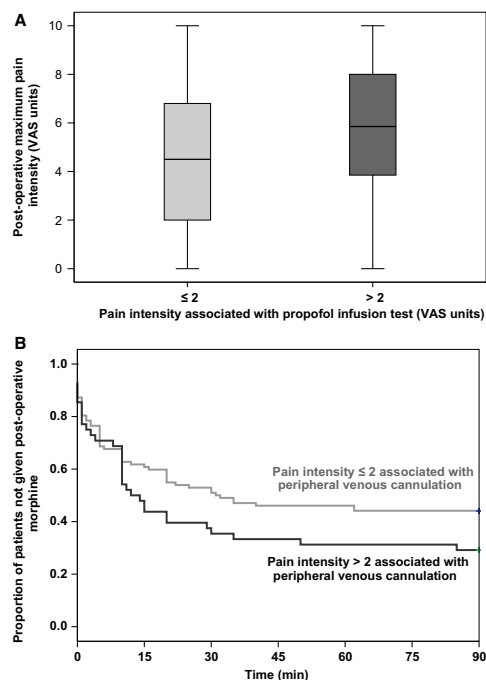 A
Post-operative maximum pain
intensity (VAS units)
10
8
6
4
2
0
≤ 2
> 2
Pain intensity associated with propofol infusion test (VAS units)
B
Proportion of patients not given post-operative
morphine
1.0
0.8
0.6
0.4
0.2
0.0
Pain intensity ≤ 2 associated with
peripheral venous cannulation
Pain intensity > 2 associated with
peripheral venous cannulation
0
15
30
45
60
75
90
Time (min)